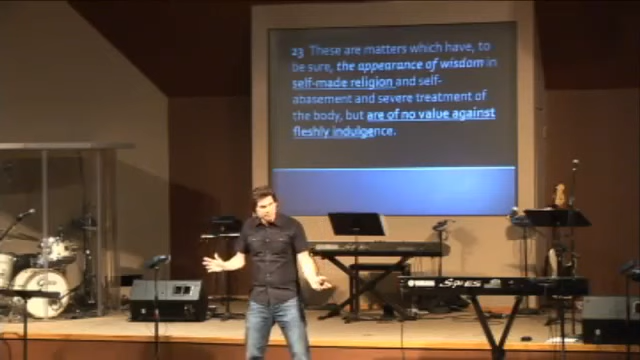 23 These are matters which have, to
be sure, the appearance of wisdom in
self-made religion and self-
abasement and severe treatment of
the body, but are of no value against
fleshly indulgence.
YAMAHA